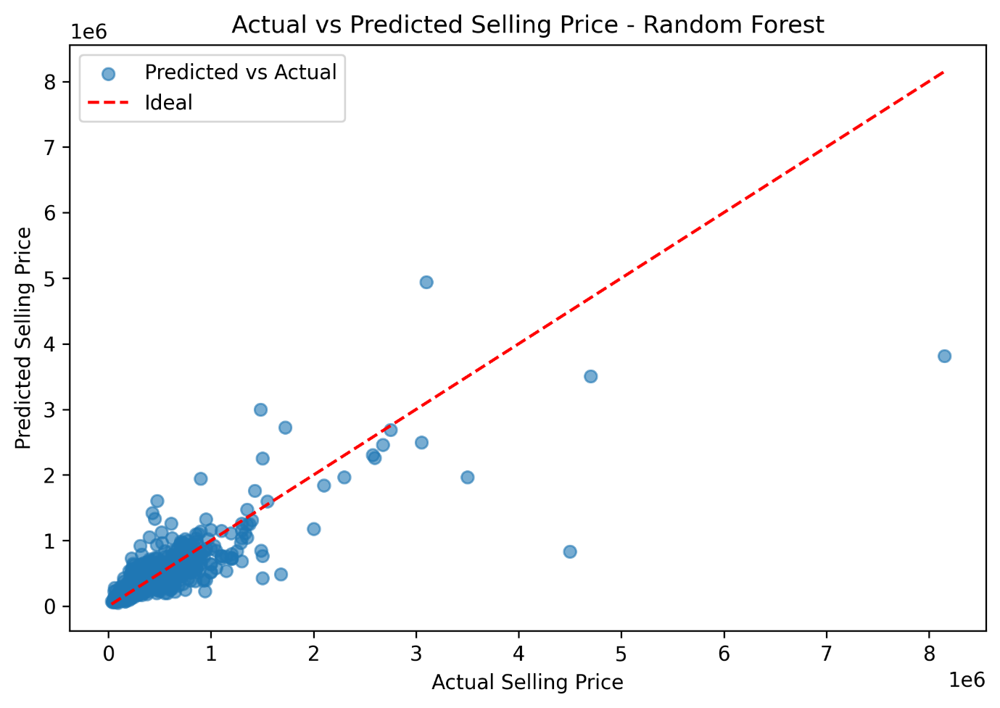 Actual vs Predicted Selling Price - Random Forest
1e6
Predicted vs Actual
Ideal
8
7
6
5
4
3
2
1
0
Predicted Selling Price
0 1 2 3 4 5 6 7 8
Actual Selling Price
1e6